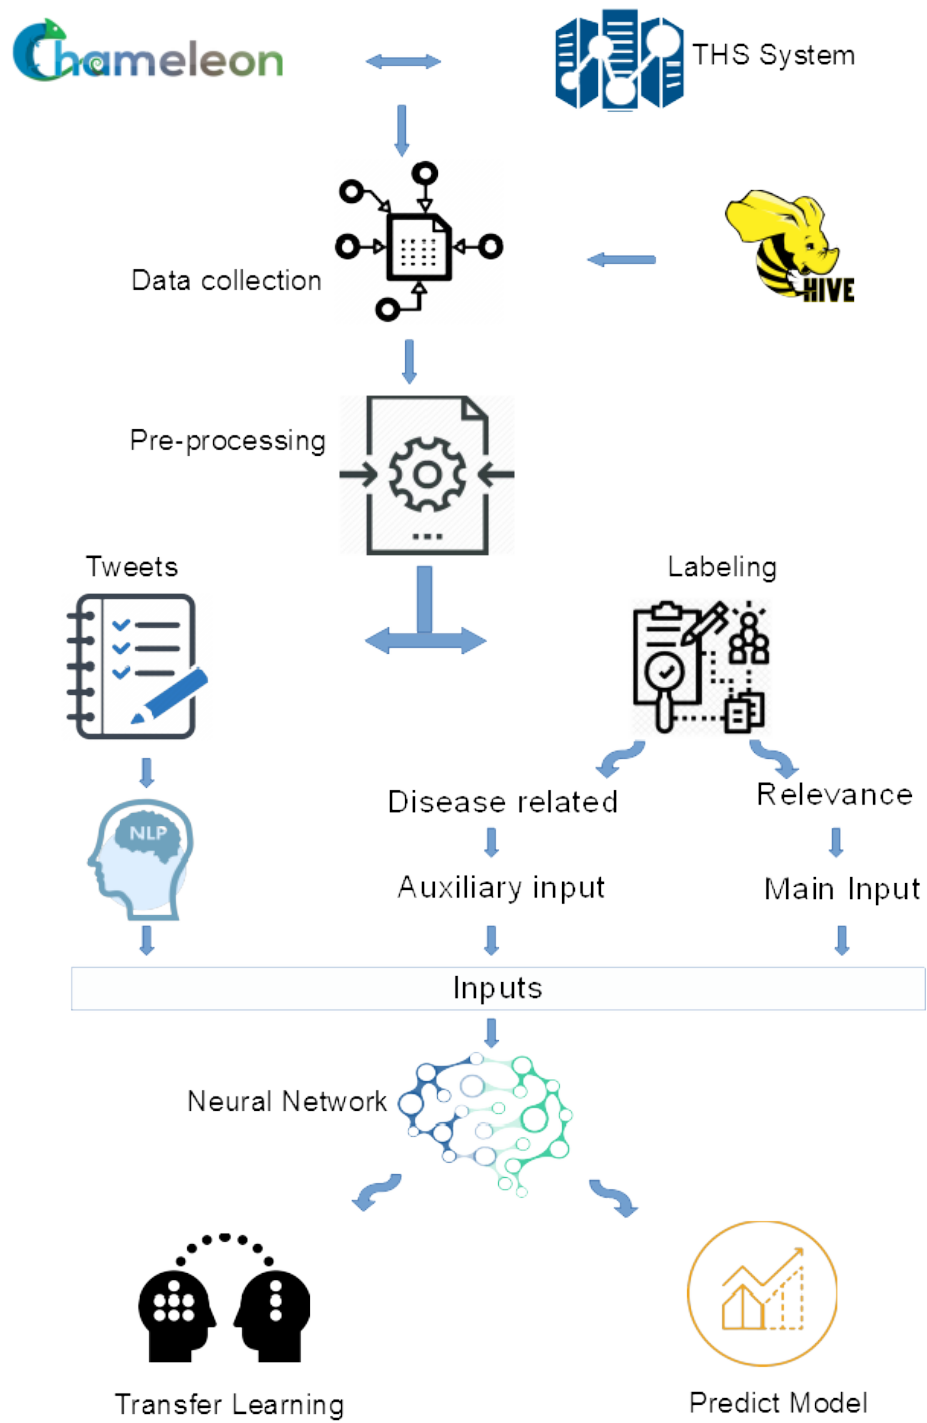 Chameleon
THS System
HIVE
Data collection
Pre-processing
Tweets
Labeling
NLP
Disease related
Relevance
Auxiliary input
Main Input
Inputs
Neural Network
Transfer Learning
Predict Model